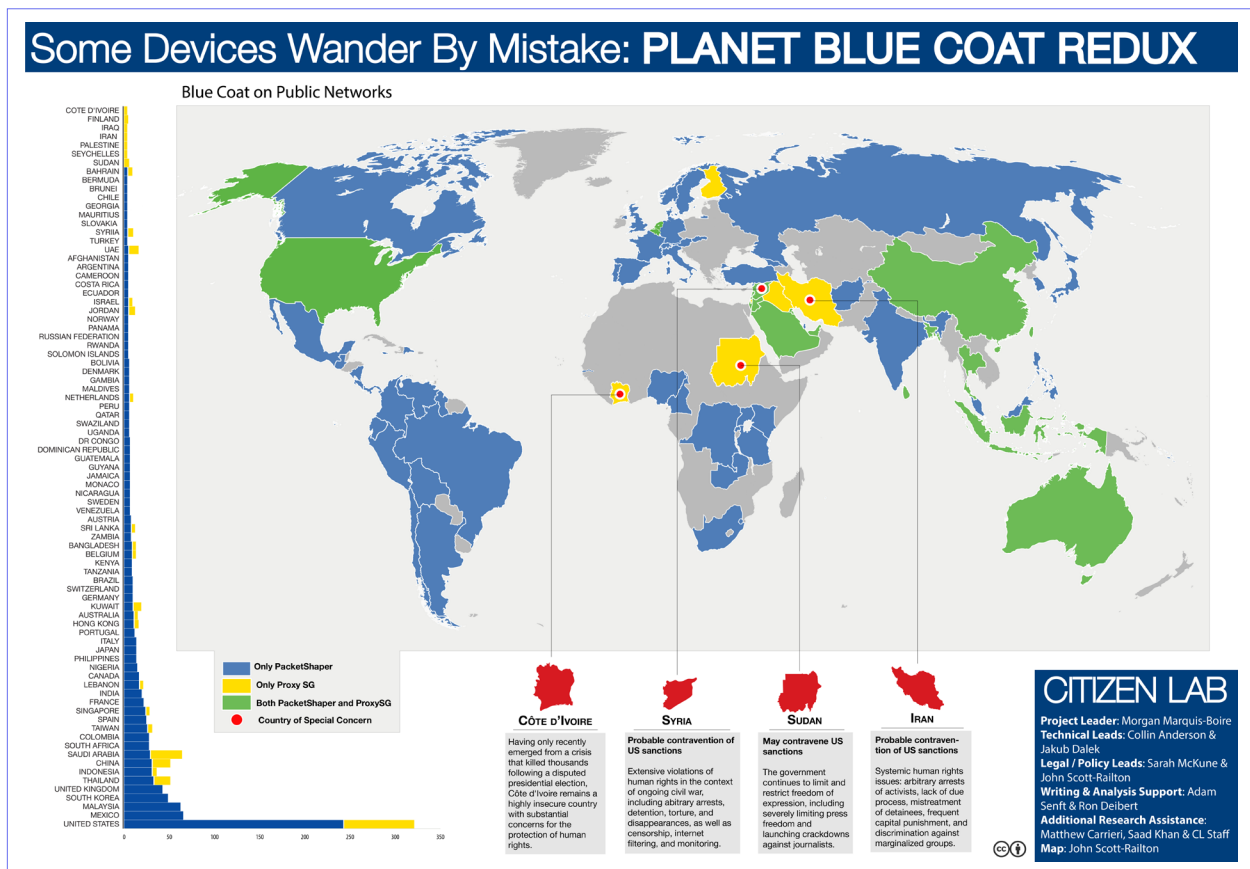 Some Devices Wander By Mistake: PLANET BLUE COAT REDUX
Blue Coat on Public Networks
COTE D'IVOIRE
FINLAND
IRAQ
IRAN
PALESTINE
SEYCHELLES
SUDAN
BAHRAIN
BERMUDA
BRUNEI
CHILE
GEORGIA
MAURITIUS
SLOVAKIA
SYRIIA
TURKEY
UAE
AFGHANISTAN
ARGENTINA
CAMEROON
COSTA RICA
ECUADOR
ISRAEL
JORDAN
NORWAY
PANAMA
RUSSIAN FEDERATION
RWANDA
SOLOMON ISLANDS
BOLIVIA
DENMARK
GAMBIA
MALDIVES
NETHERLANDS
PERU
QATAR
SWAZILAND
UGANDA
DR CONGO
DOMINICAN REPUBLIC
GUATEMALA
GUYANA
JAMAICA
MONACO
NICARAGUA
SWEDEN
VENEZUELA
AUSTRIA
SRI LANKA
ZAMBIA
BANGLADESH
BELGIUM
KENYA
TANZANIA
BRAZIL
SWITZERLAND
GERMANY
KUWAIT
AUSTRALIA
HONG KONG
PORTUGAL
ITALY
JAPAN
PHILIPPINES
NIGERIA
CANADA
LEBANON
INDIA
FRANCE
SINGAPORE
SPAIN
TAIWAN
COLOMBIA
SOUTH AFRICA
SAUDI ARABIA
CHINA
INDONESIA
THAILAND
UNITED KINGDOM
SOUTH KOREA
MALAYSIA
MEXICO
UNITED STATES
0 50 100 150 200 250 300 350
Only PacketShaper
Only Proxy SG
Both PacketShaper and ProxySG
Country of Special Concern
CÔTE D'IVOIRE
Having only recently
emerged from a crisis
that killed thousands
following a disputed
presidential election,
Côte d'Ivoire remains a
highly insecure country
with substantial
concerns for the
protection of human
rights.
SYRIA
Probable contravention of
US sanctions
Extensive violations of
human rights in the context
of ongoing civil war,
including abitrary arrests,
detention, torture, and
disappearances, as well as
censorship, internet
filtering, and monitoring.
SUDAN
May contravene US
sanctions
The government
continues to limit and
restrict freedom of
expression, including
severely limiting press
freedom and
launching crackdowns
against journalists.
IRAN
Probable contraven-
tion of US sanctions
Systemic human rights
issues: arbitrary arrests
of activists, lack of due
process, mistreatment
of detainees, frequent
capital punishment, and
discrimination against
marginalized groups.
cc
CITIZEN LAB
Project Leader: Morgan Marquis-Boire
Technical Leads: Collin Anderson &
Jakub Dalek
Legal / Policy Leads: Sarah McKune &
John Scott-Railton
Writing & Analysis Support: Adam
Senft & Ron Deibert
Additional Research Assistance:
Matthew Carrieri, Saad Khan & CL Staff
Map: John Scott-Railton